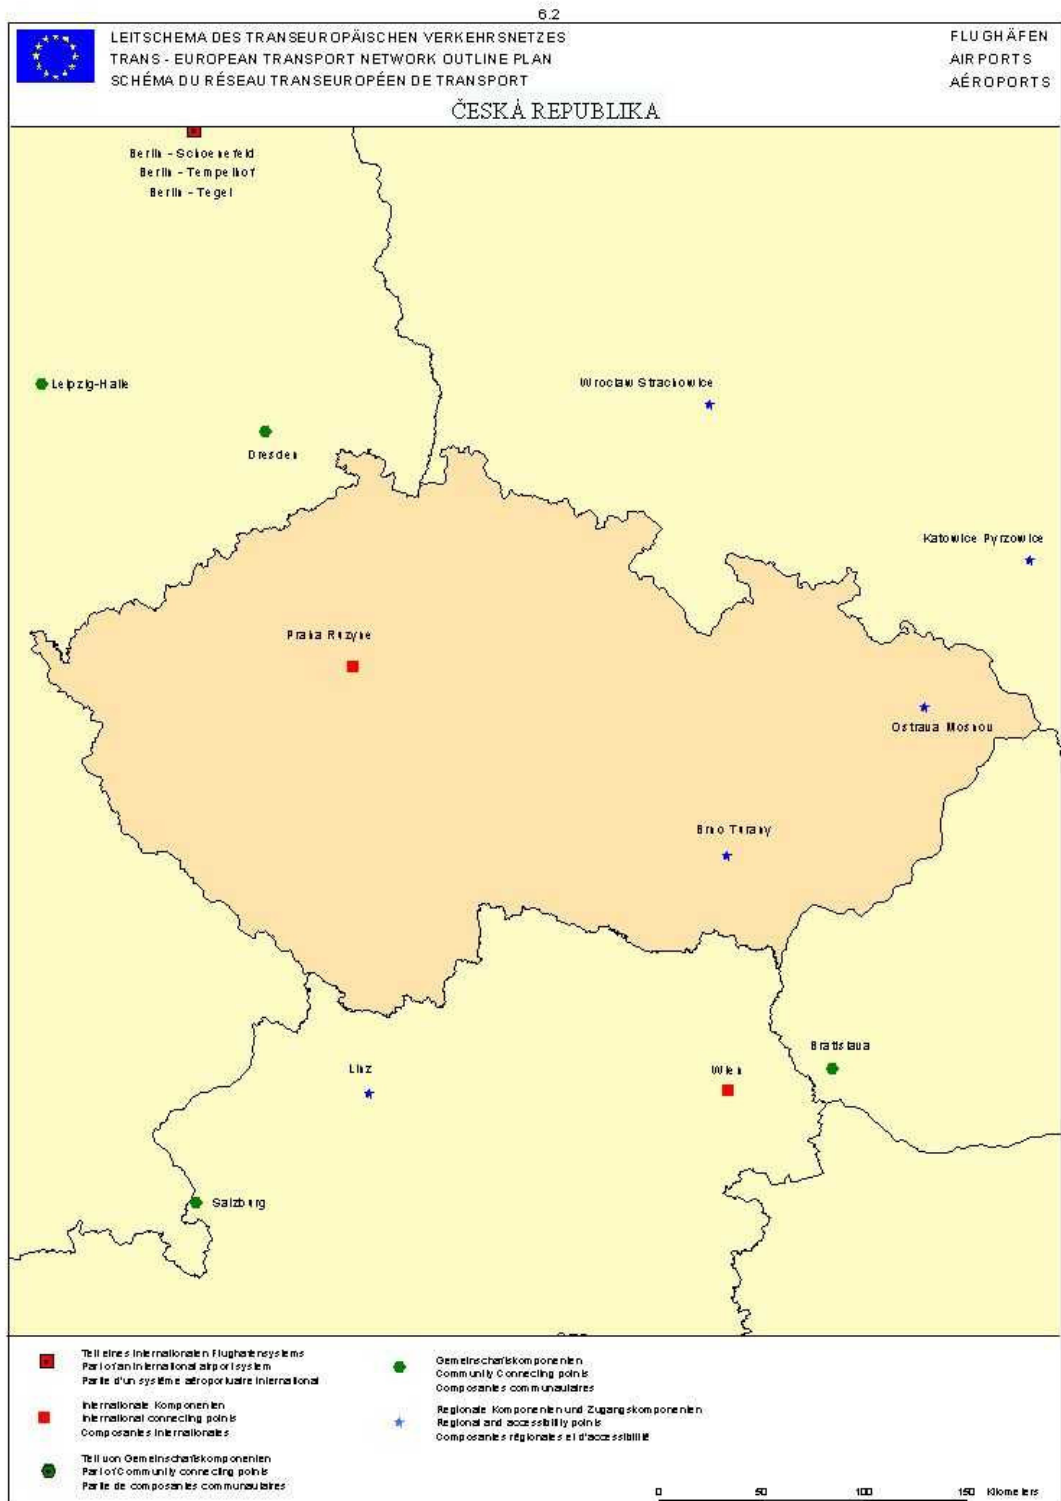 6.2
LEITSCHEMA DES TRANSEUROPÄISCHEN VERKEHRSNETZES
TRANS - EUROPEAN TRANSPORT NETWORK OUTLINE PLAN
SCHÉMA DU RÉSEAU TRANSEUROPÉEN DE TRANSPORT
FLUGHÄFEN
AIRPORTS
AÉROPORTS
ČESKÁ REPUBLIKA
Berlin - Schoenefeld
Berlin - Tempelhof
Berlin - Tegel
Leipzig-Halle
Wroclaw Strachowice
Dresden
Katowice Pyrzowice
Praha Ruzyne
Ostrava Mosnov
Brno Turany
Bratislava
Linz
Wien
Salzburg
Teil eines Internationalen Flughafensystems
Part of an International airport system
Partie d'un système aéroportuaire international
Internationale Komponenten
International connecting points
Composantes internationales
Teil von Gemeinschaftskomponenten
Part of Community connecting points
Partie de composantes communautaires
Gemeinschaftskomponenten
Community Connecting points
Composantes communautaires
Regionale Komponenten und Zugangskomponenten
Regional and accessibility points
Composantes régionales et d'accessibilité
0 50 100 150 Kilometers